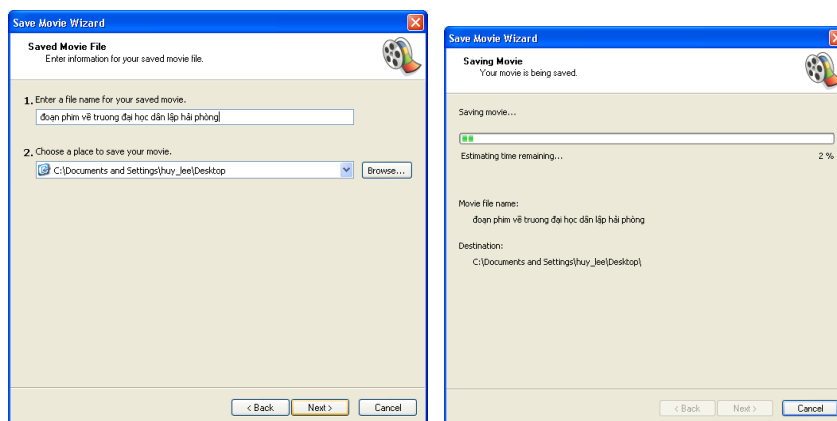 Save Movie Wizard
Saved Movie File
Enter information for your saved movie file.
1. Enter a file name for your saved movie.
đoạn phim về truong đại học dân lập hải phòng
2. Choose a place to save your movie.
C:\Documents and Settings\huy_lee\Desktop
Browse...
< Back
Next >
Cancel
Save Movie Wizard
Saving Movie
Your movie is being saved.
Saving movie...
Estimating time remaining...
2 %
Movie file name:
đoạn phim về truong đại học dân lập hải phòng
Destination:
C:\Documents and Settings\huy_lee\Desktop\
< Back
Next >
Cancel